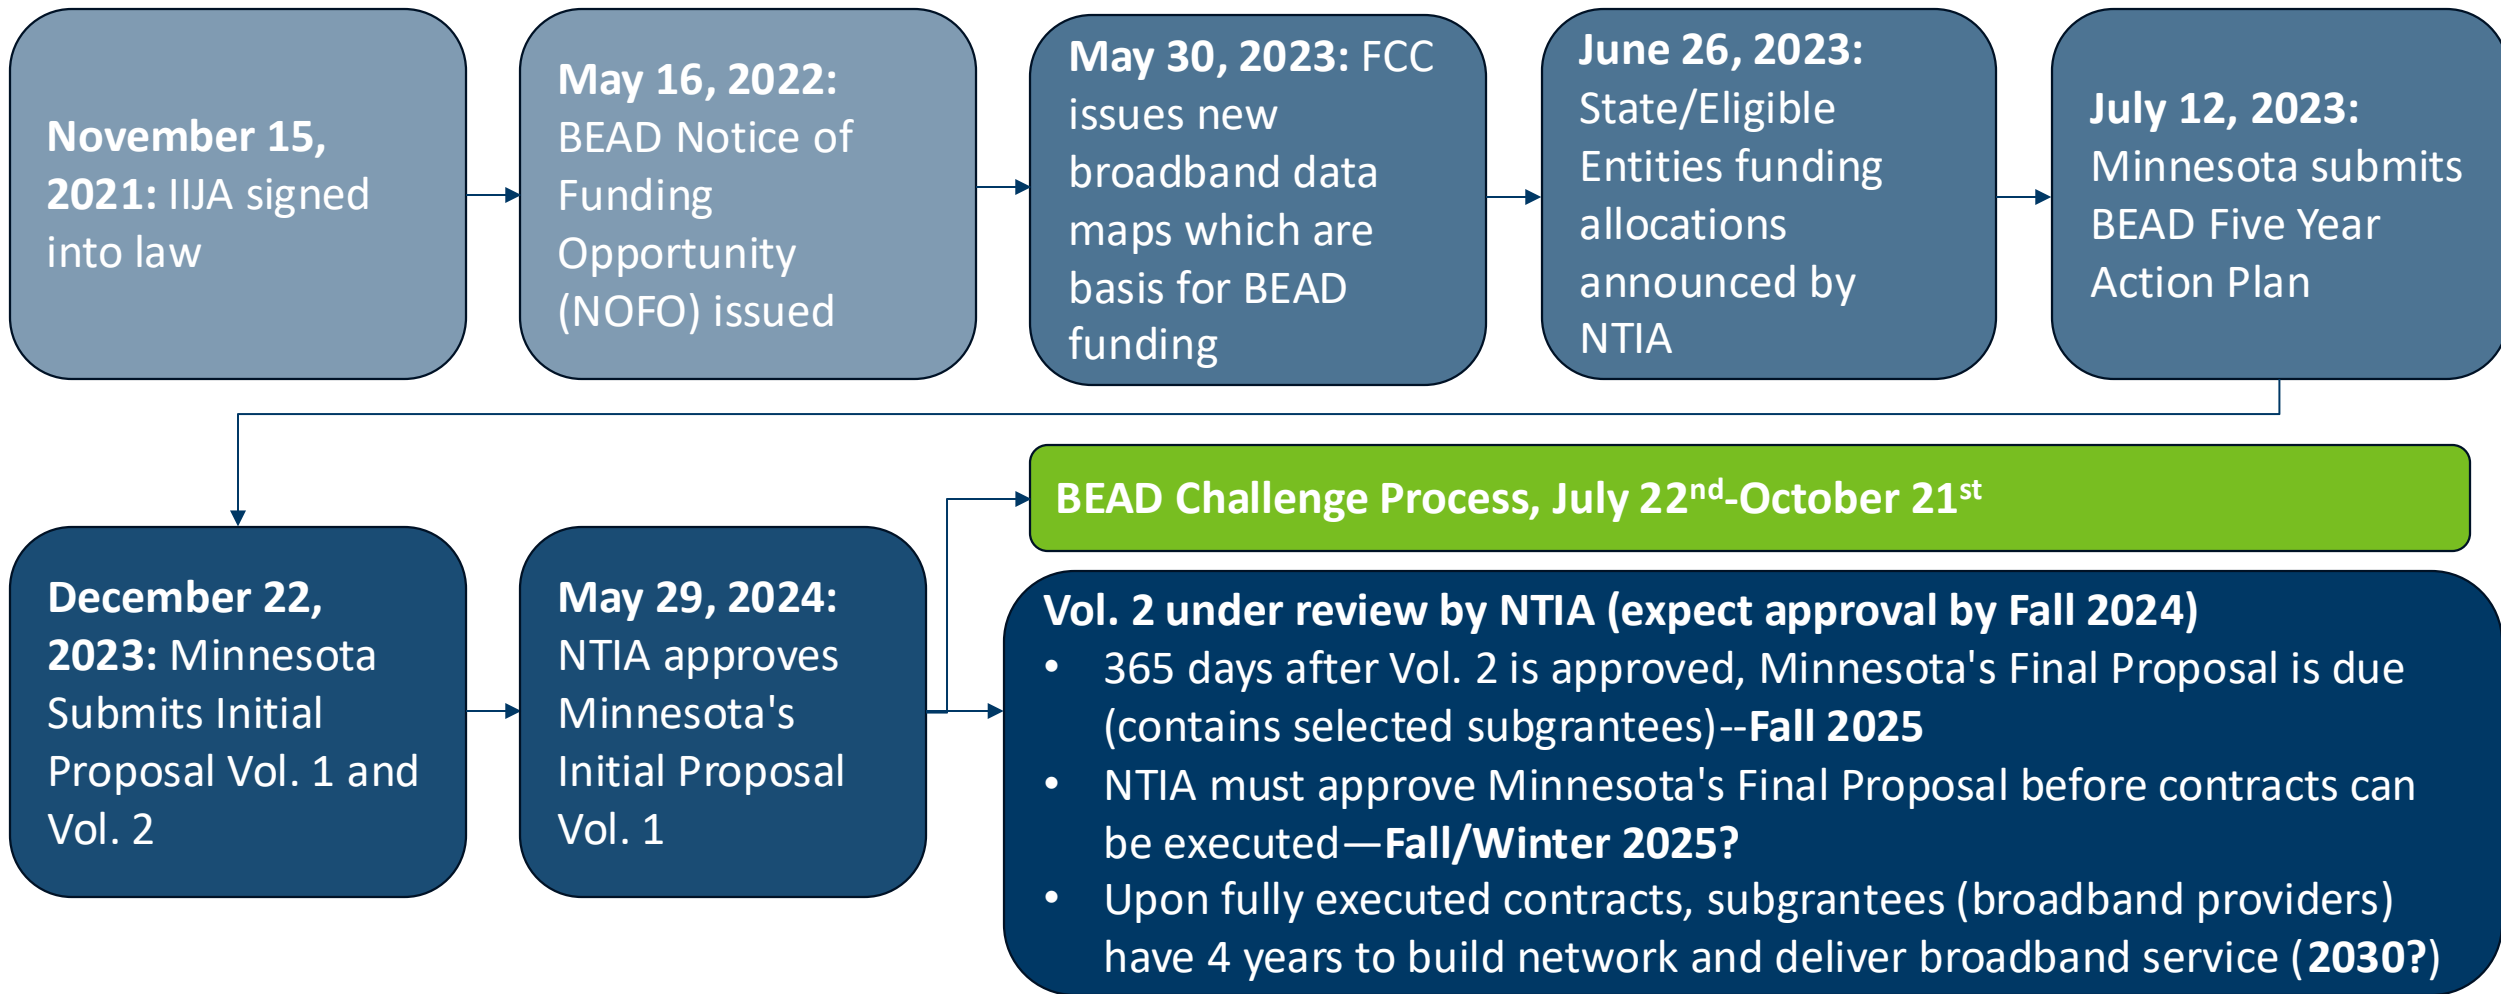 November 15,
2021: IIJA signed
into law
May 16, 2022:
BEAD Notice of
Funding
Opportunity
(NOFO) issued
May 30, 2023: FCC
issues new
broadband data
maps which are
basis for BEAD
funding
June 26, 2023:
State/Eligible
Entities funding
allocations
announced by
NTIA
July 12, 2023:
Minnesota submits
BEAD Five Year
Action Plan
December 22,
2023: Minnesota
Submits Initial
Proposal Vol. 1 and
Vol. 2
May 29, 2024:
NTIA approves
Minnesota's
Initial Proposal
Vol. 1
BEAD Challenge Process, July 22nd-October 21st
Vol. 2 under review by NTIA (expect approval by Fall 2024)
• 365 days after Vol. 2 is approved, Minnesota's Final Proposal is due
(contains selected subgrantees)--Fall 2025
• NTIA must approve Minnesota's Final Proposal before contracts can
be executed—Fall/Winter 2025?
• Upon fully executed contracts, subgrantees (broadband providers)
have 4 years to build network and deliver broadband service (2030?)